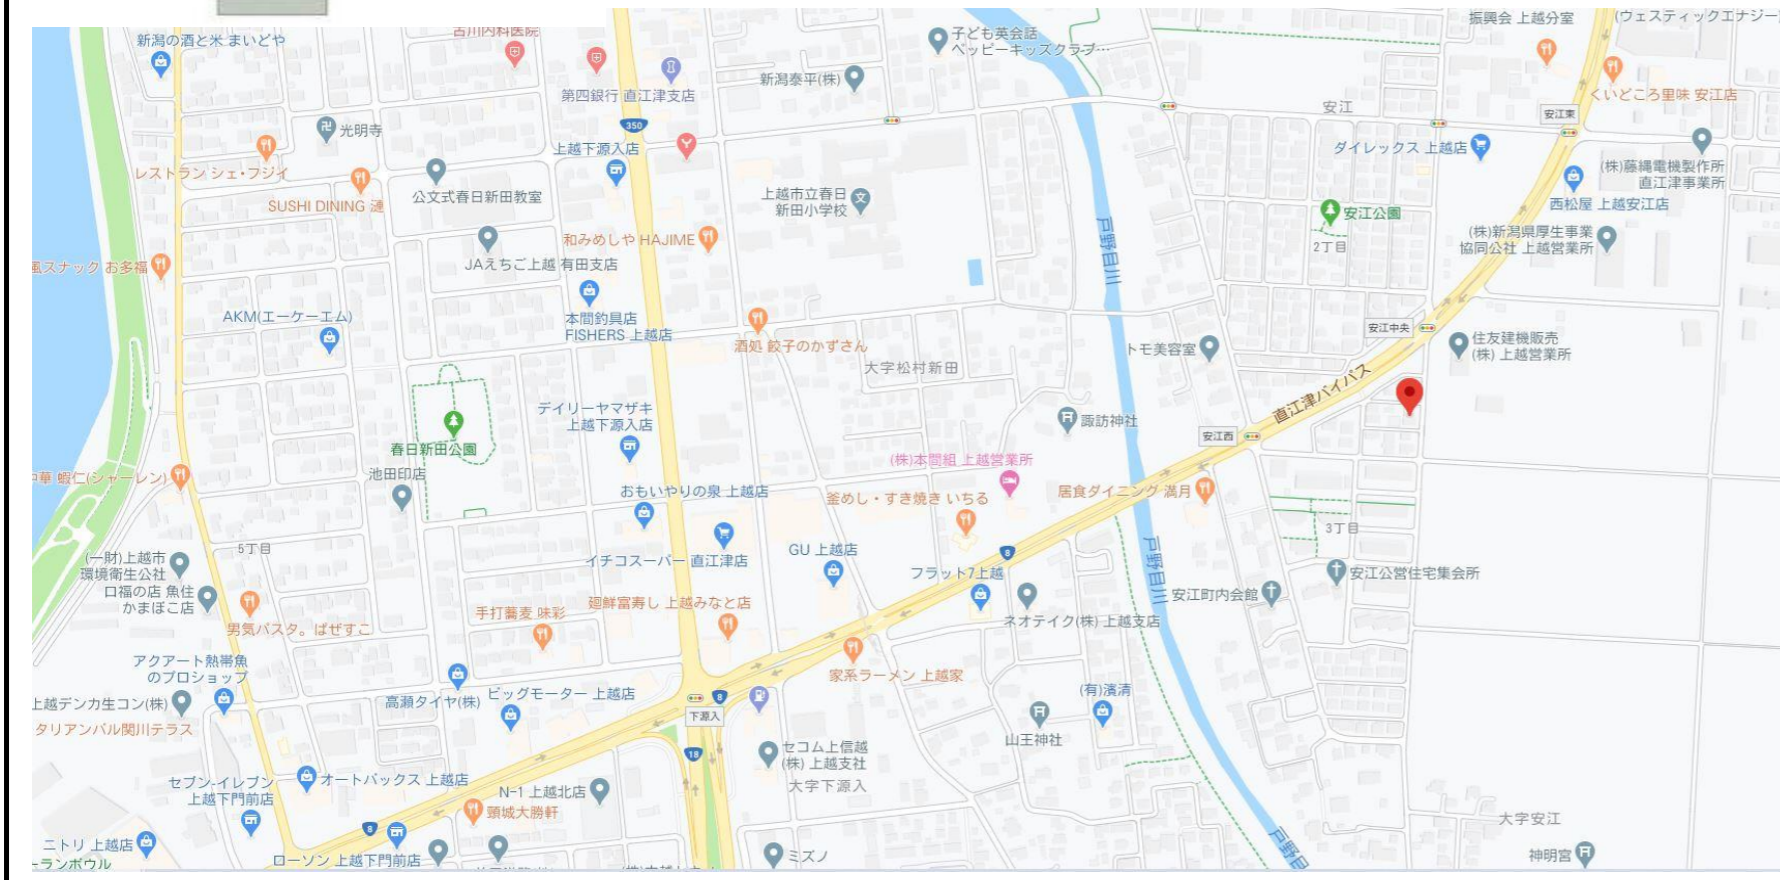 新潟の酒と米 まいどや
古川内科医院
第四銀行 直江津支店
新潟泰平(株)
子ども英会話
ペッピーキッズクラブ…
振興会 上越分室
(ウェスティックエナジー
くいどころ里味 安江店
安江
安江東
光明寺
350
上越下源入店
ダイレックス 上越店
(株)藤縄電機製作所
直江津事業所
レストラン シェ・フジイ
SUSHI DINING 漣
公文式春日新田教室
上越市立春日
新田小学校
戸野目川
安江公園
2丁目
西松屋 上越安江店
(株)新潟県厚生事業
協同公社 上越営業所
和みめしや HAJIME
JAえちご上越 有田支店
風スナック お多福
AKM(エーケーエム)
本間釣具店
FISHERS 上越店
酒処 餃子のかずさん
大字松村新田
トモ美容室
安江中央
住友建機販売
(株) 上越営業所
直江津バイパス
デイリーヤマザキ
上越下源入店
諏訪神社
安江西
春日新田公園
池田印店
中華 蝦仁(シャーレン)
(株)本間組 上越営業所
おもいやりの泉 上越店
釜めし・すき焼き いちる
居食ダイニング 満月
3丁目
5丁目
(一財)上越市
環境衛生公社
口福の店 魚住
かまぼこ店
イチコスーパー 直江津店
GU 上越店
8
フラット7上越
戸野目川
安江公営住宅集会所
安江町内会館
ネオテイク(株) 上越支店
男気パスタ。ぱぜすこ
手打蕎麦 味彩
廻鮮富寿し 上越みなと店
アクアート熱帯魚
のプロショップ
家系ラーメン 上越家
上越デンカ生コン(株)
高瀬タイヤ(株)
ビッグモーター 上越店
8
(有)濱清
タリアンバル関川テラス
下源入
山王神社
18
セコム上信越
(株) 上越支社
大字下源入
セブン-イレブン
上越下門前店
オートバックス 上越店
N-1 上越北店
頸城大勝軒
大字安江
8
ニトリ 上越店
ーランボウル
ローソン 上越下門前店
ミズノ
戸野目
神明宮